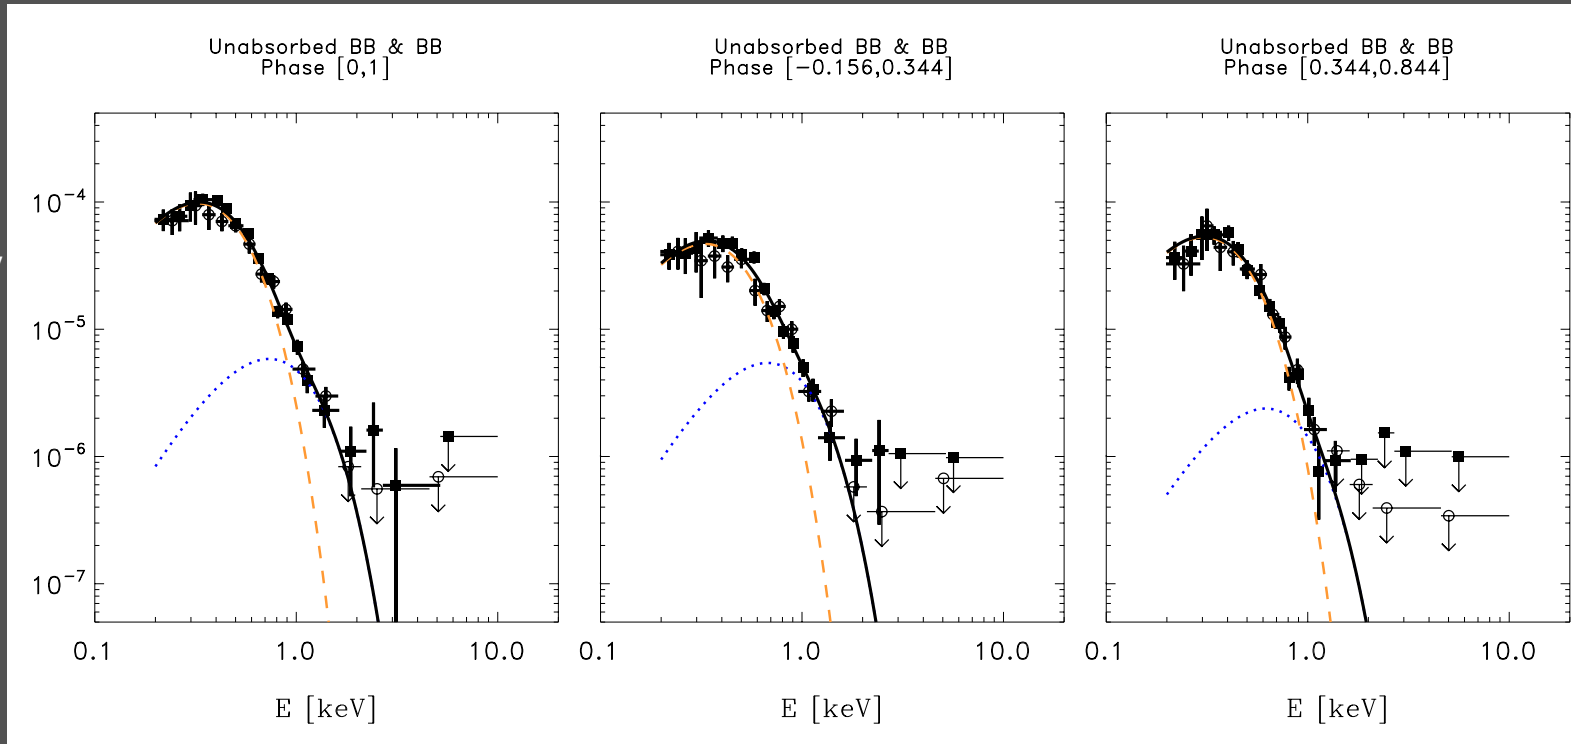 Unabsorbed BB & BB
Phase [0,1]
Unabsorbed BB & BB
Phase [−0.156,0.344]
Unabsorbed BB & BB
Phase [0.344,0.844]
10⁻⁴
10⁻⁵
10⁻⁶
10⁻⁷
0.1 1.0 10.0
0.1 1.0 10.0
0.1 1.0 10.0
E [keV]
E [keV]
E [keV]